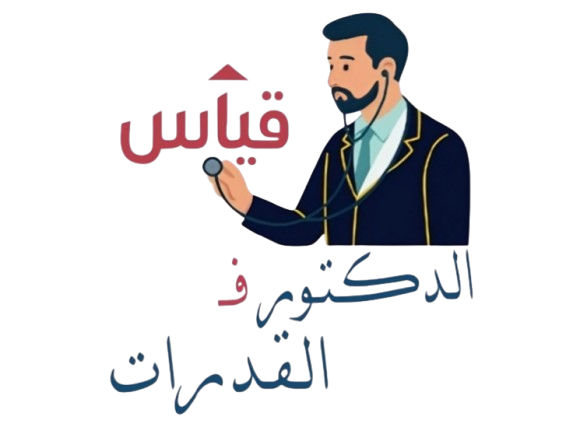 قياس
الدكتور ف
القدرات